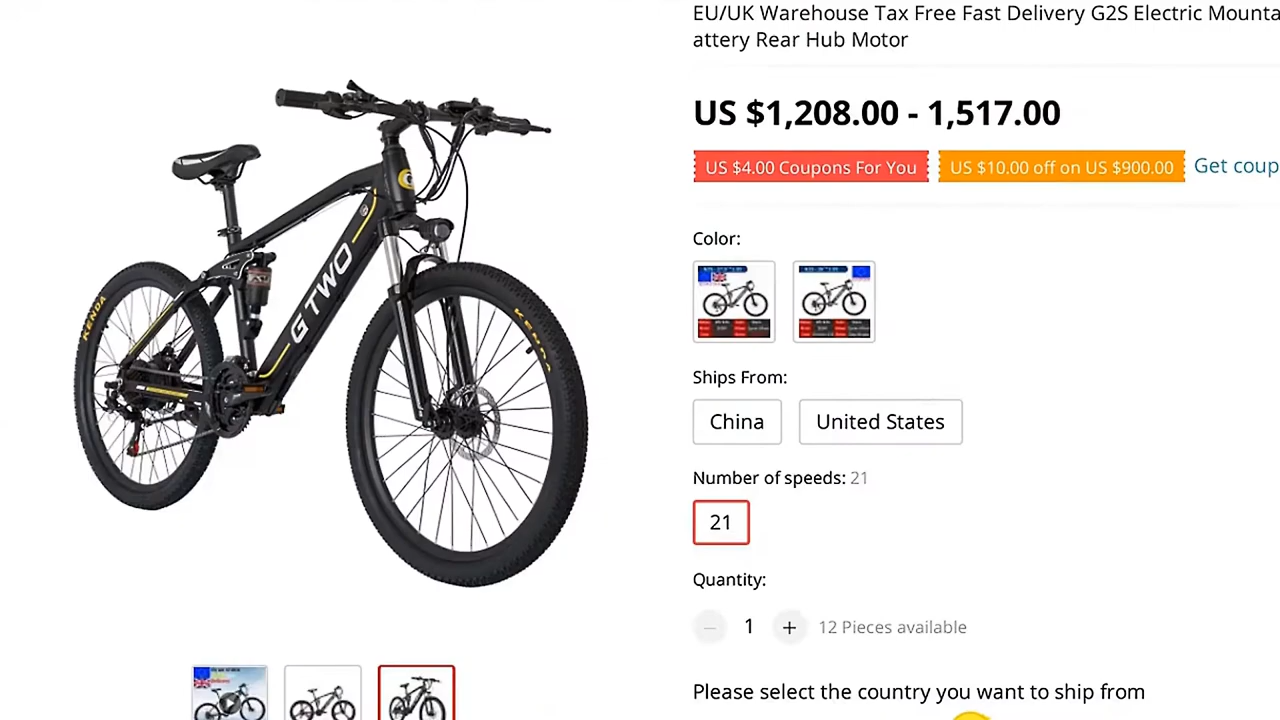 EU/UK Warehouse Tax Free Fast Delivery G2S Electric Mounta
attery Rear Hub Motor
US $1,208.00 - 1,517.00
US $4.00 Coupons For You
US $10.00 off on US $900.00
Get coup
Color:
Ships From:
China
United States
Number of speeds: 21
21
Quantity:
1
12 Pieces available
Please select the country you want to ship from
G TWO
KENDA
KENDA